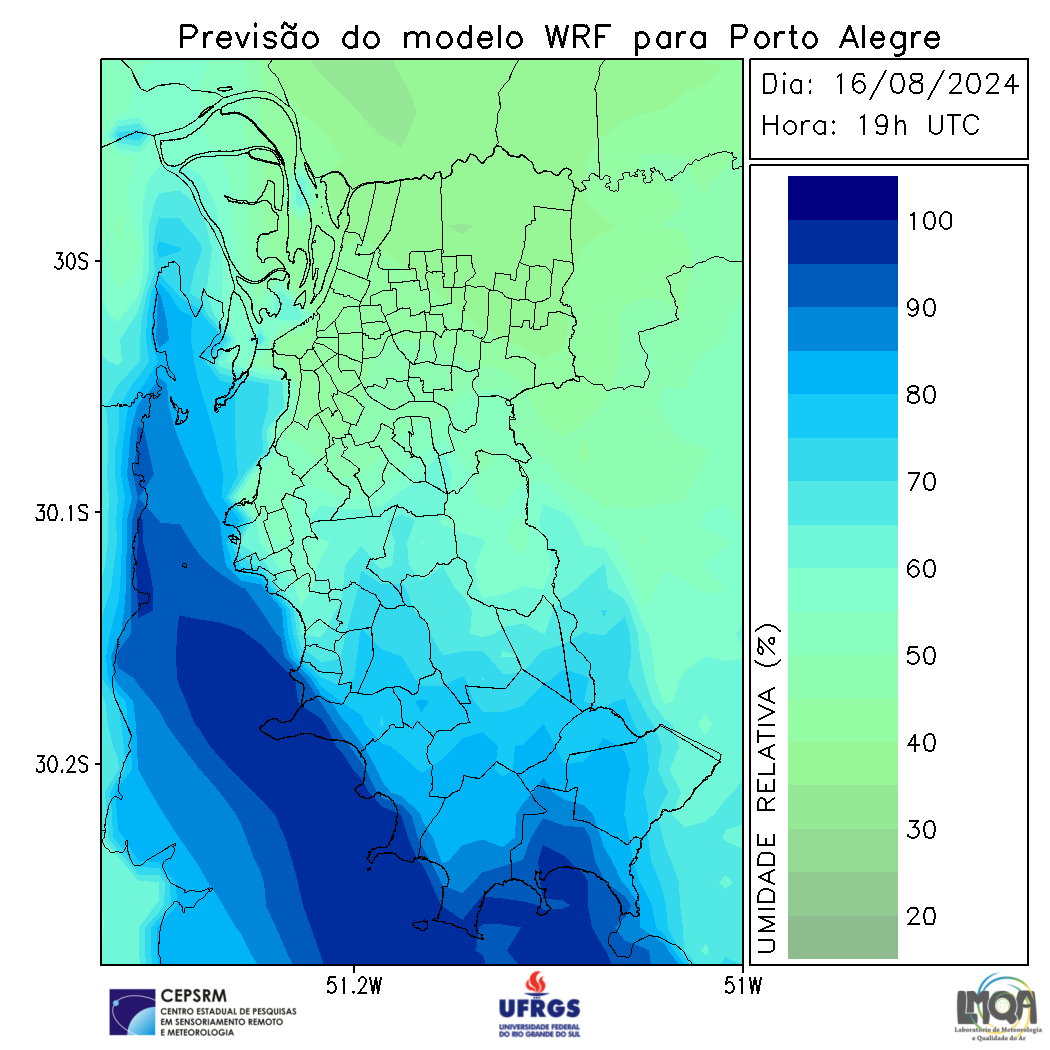 Previsão do modelo WRF para Porto Alegre
Dia: 16/08/2024
Hora: 19h UTC
100
90
80
70
60
50
40
30
20
UMIDADE RELATIVA (%)
30S
30.1S
30.2S
51.2W
51W
CEPSRM
CENTRO ESTADUAL DE PESQUISAS
EM SENSORIAMENTO REMOTO
E METEOROLOGIA
UFRGS
UNIVERSIDADE FEDERAL
DO RIO GRANDE DO SUL
LMQA
Laboratório de Meteorologia
e Qualidade do Ar